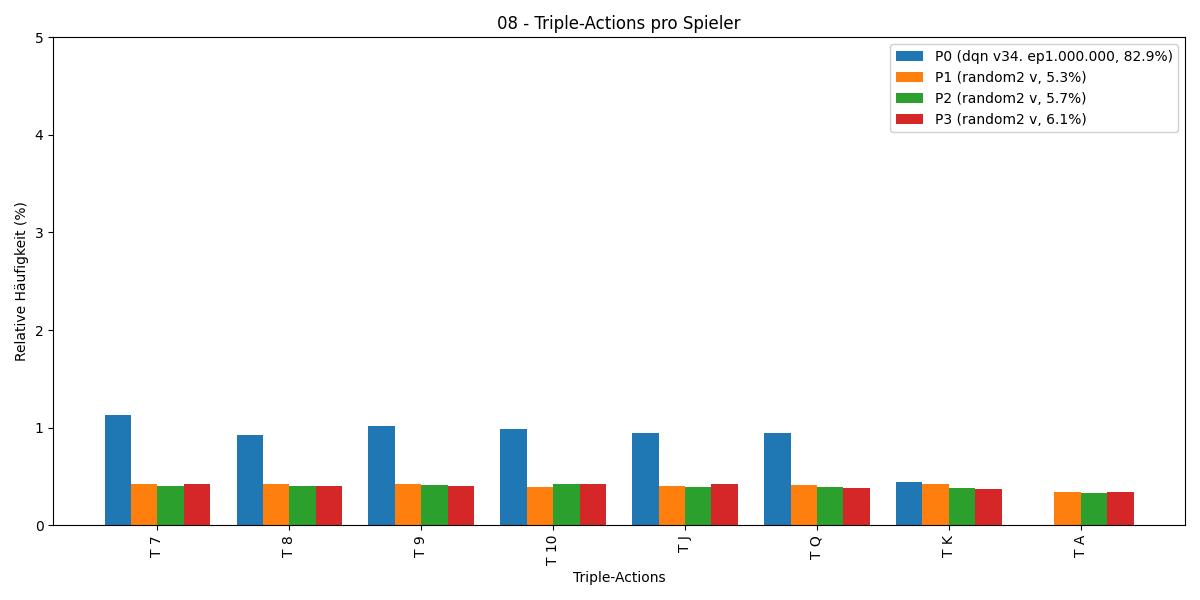 08 - Triple-Actions pro Spieler
P0 (dqn v34. ep1.000.000, 82.9%)
P1 (random2 v, 5.3%)
P2 (random2 v, 5.7%)
P3 (random2 v, 6.1%)
Relative Häufigkeit (%)
5
4
3
2
1
0
T 7
T 8
T 9
T 10
T J
T Q
T K
T A
Triple-Actions